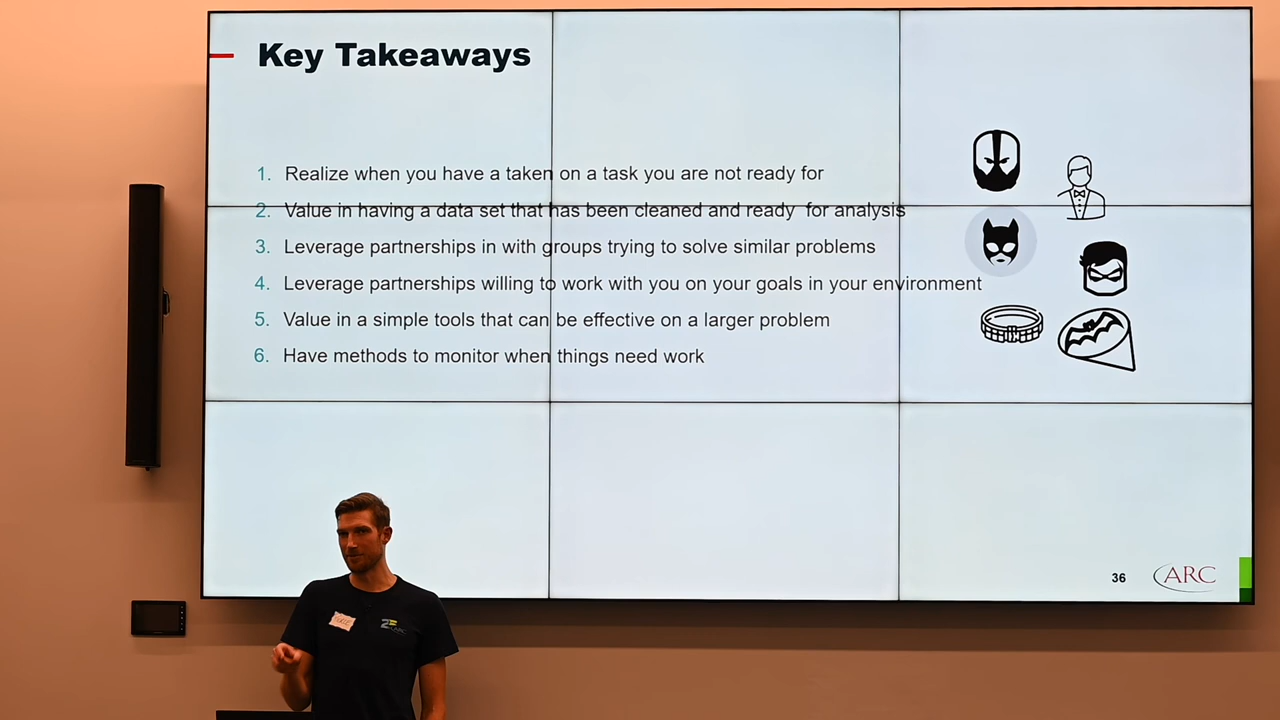 Key Takeaways
1. Realize when you have a taken on a task you are not ready for
2. Value in having a data set that has been cleaned and ready for analysis
3. Leverage partnerships in with groups trying to solve similar problems
4. Leverage partnerships willing to work with you on your goals in your environment
5. Value in a simple tools that can be effective on a larger problem
6. Have methods to monitor when things need work
36 ARC